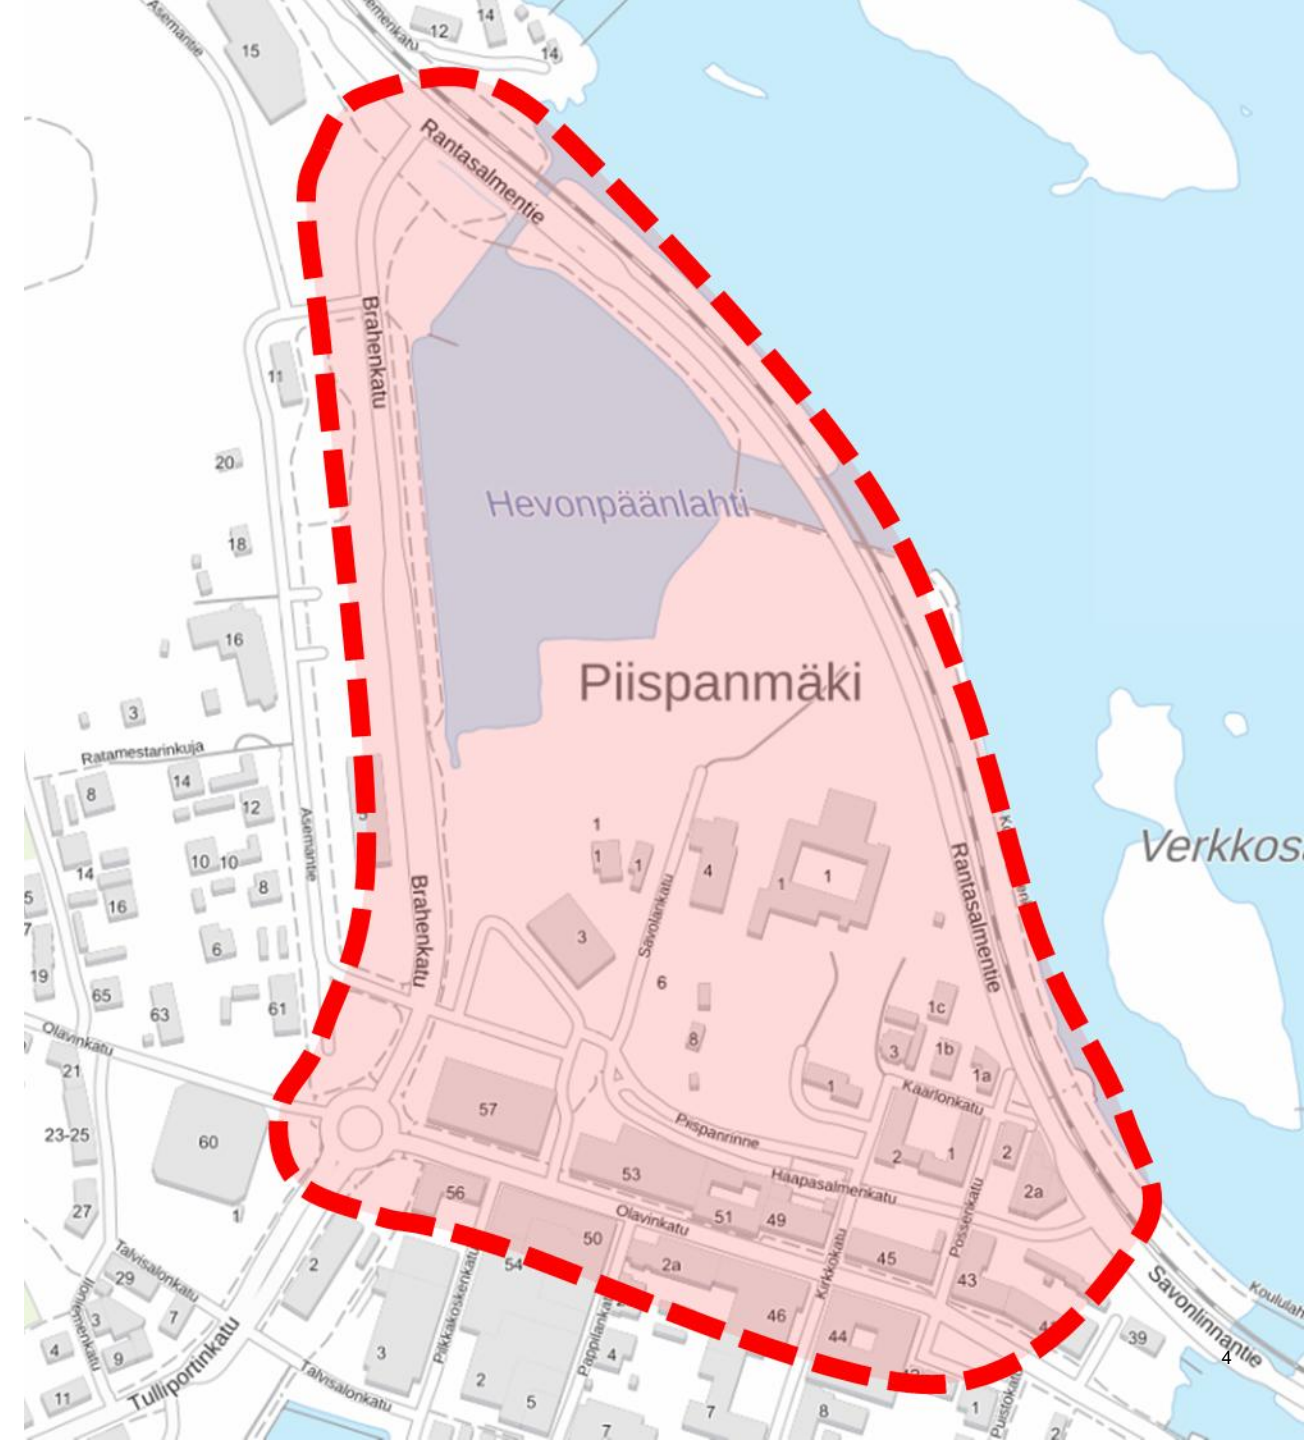 Asemantie
15
12
14
14
Rantasalmentie
Brahenkatu
11
20
Hevonpäänlahti
18
16
Piispanmäki
3
Ratamestarinkuja
14
8
12
Asemantie
1
Verkkos
10
10
1
1
4
1
1
14
8
Savolankatu
Rantasalmentie
5
16
Brahenkatu
3
7
6
19
6
65
63
61
1c
Olavinkatu
8
3
1b
21
1a
1
Kaarlonkatu
57
Piispanrinne
23-25
60
2
1
2
53
Haapasalmenkatu
56
2a
27
1
51
49
Olavinkatu
Possenkatu
50
45
Talvisalonkatu
2
54
2a
Kirkkokatu
43
29
Savonlinnantie
3
7
Pilkkakoskenkatu
46
44
39
4
9
3
4
4
Tulliportinkatu
Talvisalonkatu
2
11
5
7
8
1
7
2